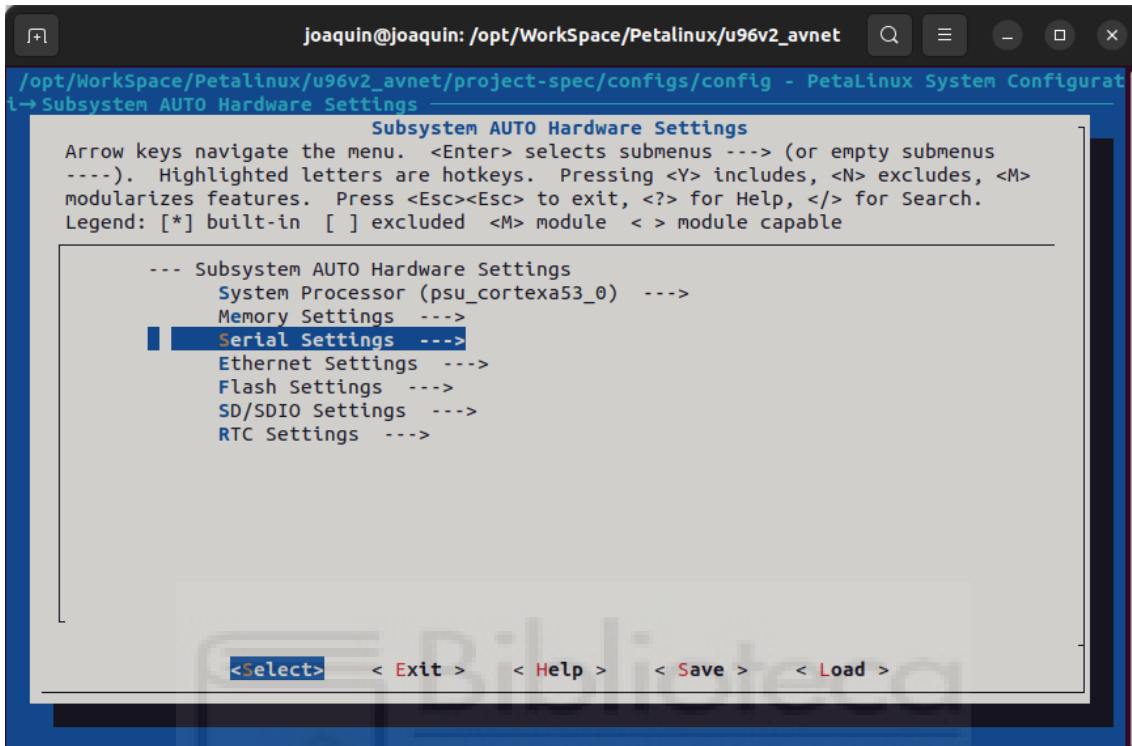 joaquin@joaquin: /opt/WorkSpace/Petalinux/u96v2_avnet
/opt/WorkSpace/Petalinux/u96v2_avnet/project-spec/configs/config - PetaLinux System Configurat
i→Subsystem AUTO Hardware Settings
Subsystem AUTO Hardware Settings
Arrow keys navigate the menu.  <Enter> selects submenus ---> (or empty submenus
----).  Highlighted letters are hotkeys.  Pressing <Y> includes, <N> excludes, <M>
modularizes features.  Press <Esc><Esc> to exit, <?> for Help, </> for Search.
Legend: [*] built-in  [ ] excluded  <M> module  < > module capable
--- Subsystem AUTO Hardware Settings
System Processor (psu_cortexa53_0)  --->
Memory Settings  --->
Serial Settings  --->
Ethernet Settings  --->
Flash Settings  --->
SD/SDIO Settings  --->
RTC Settings  --->
<Select>    < Exit >    < Help >    < Save >    < Load >
Biblioteca